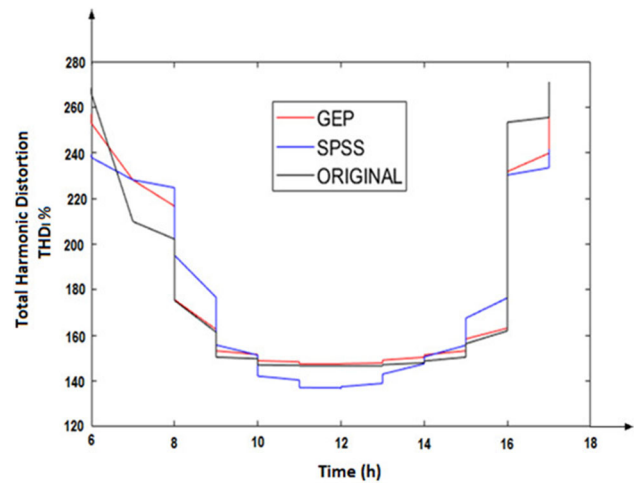 280
260
240
220
200
180
160
140
120
Total Harmonic Distortion
THDI %
GEP
SPSS
ORIGINAL
6 8 10 12 14 16 18
Time (h)